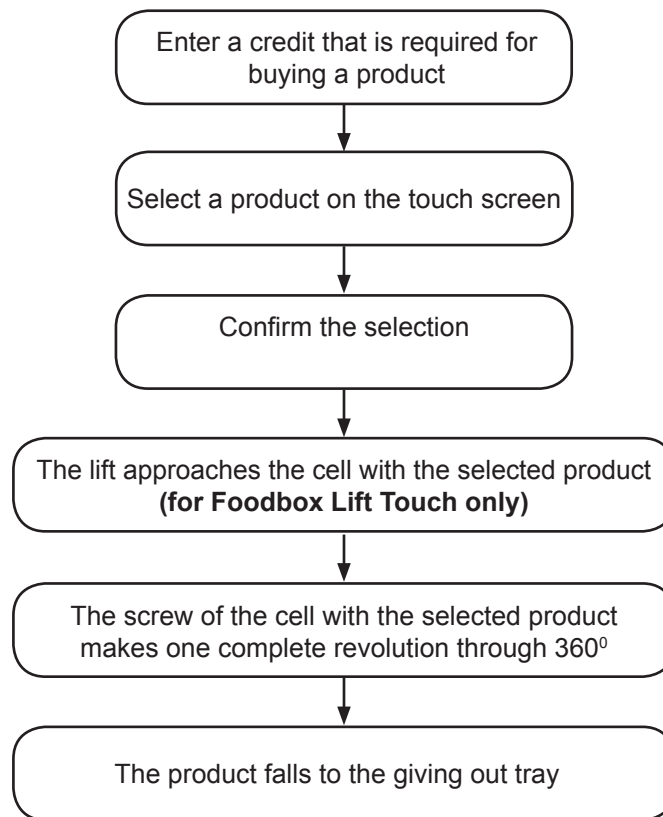 Enter a credit that is required for
buying a product
Select a product on the touch screen
Confirm the selection
The lift approaches the cell with the selected product
(for Foodbox Lift Touch only)
The screw of the cell with the selected product
makes one complete revolution through 360⁰
The product falls to the giving out tray